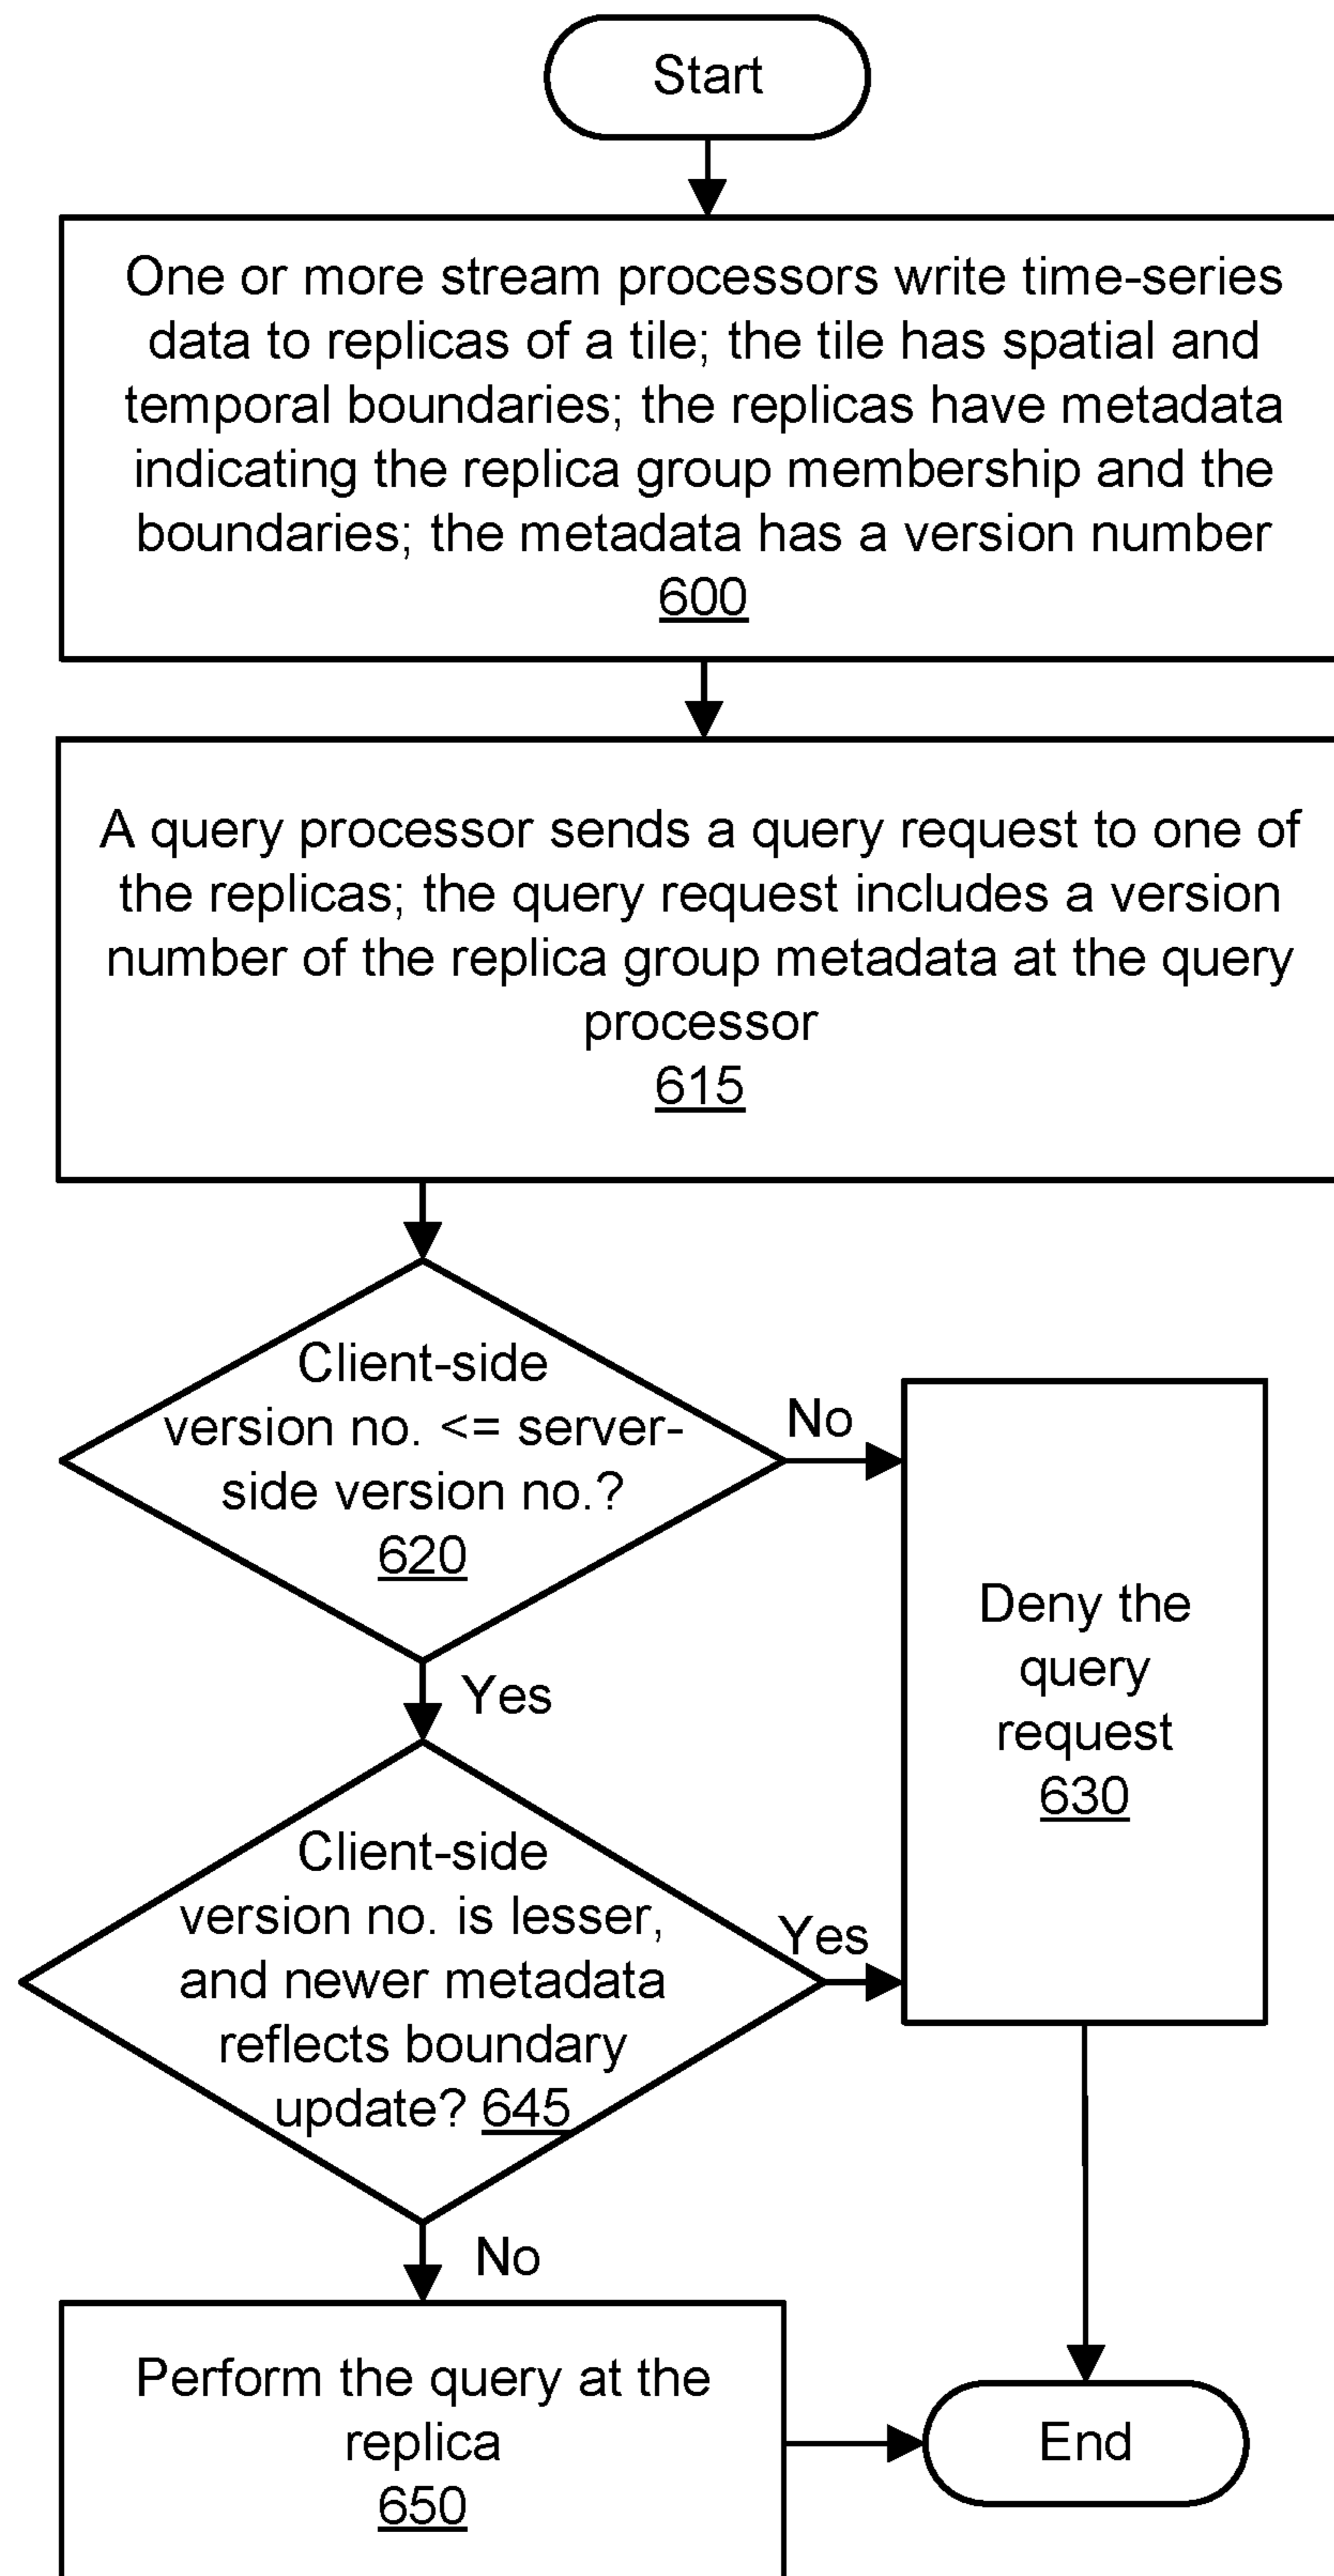 Start
One or more stream processors write time-series
data to replicas of a tile; the tile has spatial and
temporal boundaries; the replicas have metadata
indicating the replica group membership and the
boundaries; the metadata has a version number
600
A query processor sends a query request to one of
the replicas; the query request includes a version
number of the replica group metadata at the query
processor
615
Client-side
version no. <= server-
side version no.?
620
No
Yes
Deny the
query
request
630
Client-side
version no. is lesser,
and newer metadata
reflects boundary
update? 645
Yes
No
Perform the query at the
replica
650
End